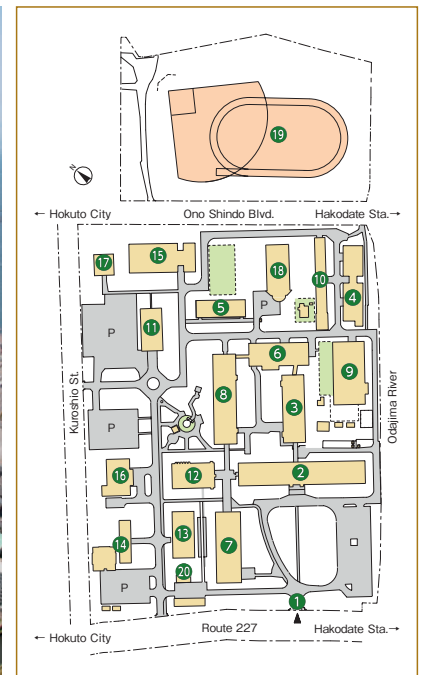 19
N
← Hokuto City Ono Shindo Blvd. Hakodate Sta.→
17
15
18
10
4
5
P
P
11
6
9
8
3
Kuroshio St.
Odajima River
P
16
12
2
13
14
7
20
P
1
← Hokuto City Route 227 Hakodate Sta.→